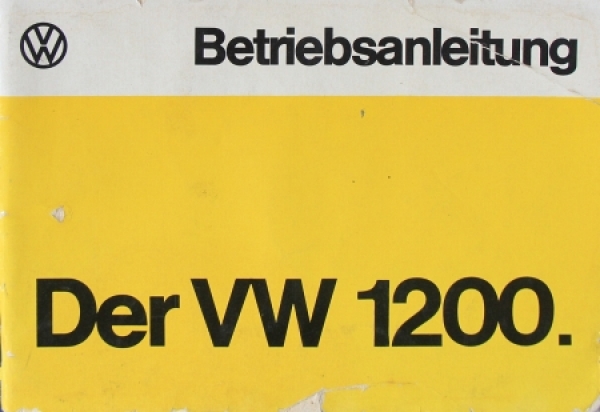 Betriebsanleitung
Der VW 1200.